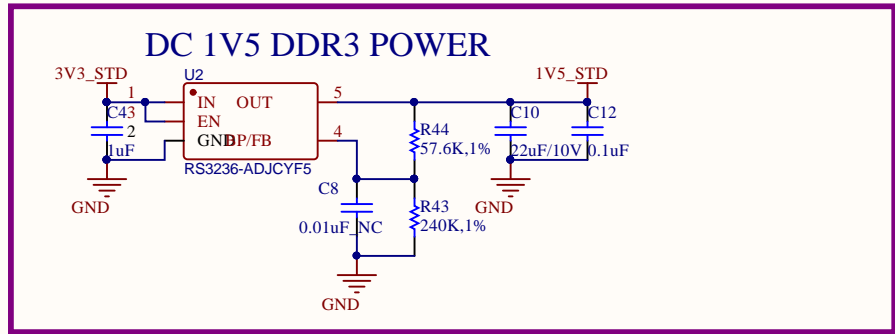 DC 1V5 DDR3 POWER
3V3_STD
U2
1V5_STD
1
5
IN OUT
C4
3
EN
2
GND
BP/FB
4
1uF
RS3236-ADJCYF5
R44
57.6K,1%
C10
22uF/10V
C12
0.1uF
GND
C8
0.01uF_NC
R43
240K,1%
GND
GND